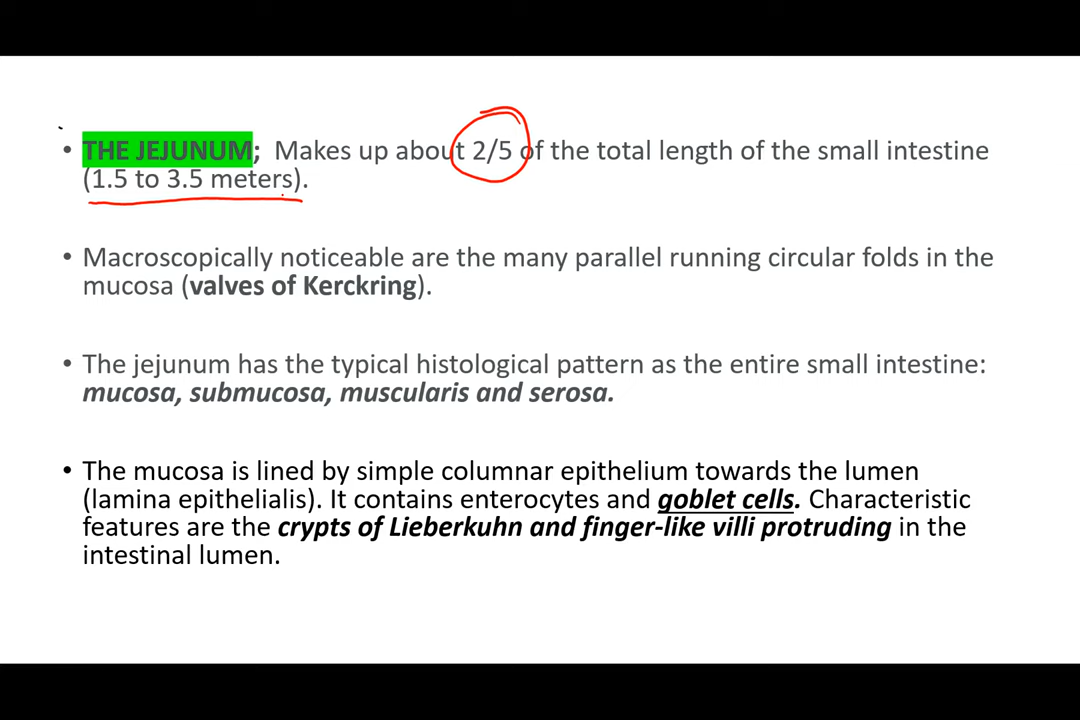 • THE JEJUNUM; Makes up about 2/5 of the total length of the small intestine
(1.5 to 3.5 meters).
• Macroscopically noticeable are the many parallel running circular folds in the
mucosa (valves of Kerckring).
• The jejunum has the typical histological pattern as the entire small intestine:
mucosa, submucosa, muscularis and serosa.
• The mucosa is lined by simple columnar epithelium towards the lumen
(lamina epithelialis). It contains enterocytes and goblet cells. Characteristic
features are the crypts of Lieberkuhn and finger-like villi protruding in the
intestinal lumen.